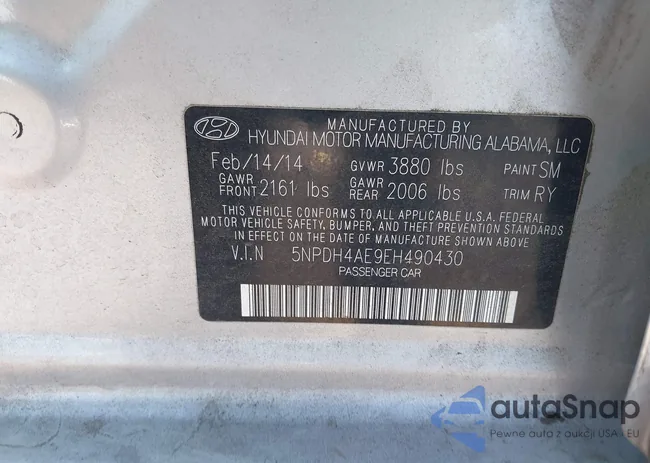 MANUFACTURED BY
HYUNDAI MOTOR MANUFACTURING ALABAMA, LLC
Feb/14/14 GVWR 3880 lbs PAINT SM
GAWR FRONT 2161 lbs GAWR REAR 2006 lbs TRIM RY
THIS VEHICLE CONFORMS TO ALL APPLICABLE U.S.A. FEDERAL
MOTOR VEHICLE SAFETY, BUMPER, AND THEFT PREVENTION STANDARDS
IN EFFECT ON THE DATE OF MANUFACTURE SHOWN ABOVE
V.I.N 5NPDH4AE9EH490430
PASSENGER CAR
autaSnap
Pewne auta z aukcji USA i EU